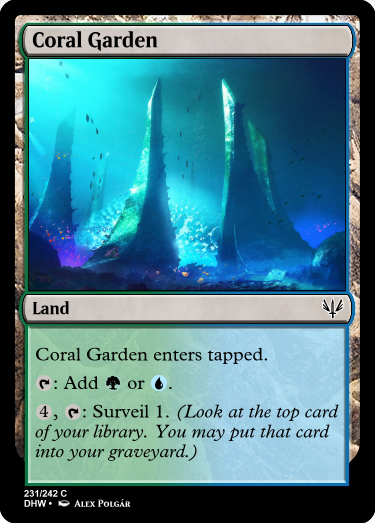 Coral Garden
Land
Coral Garden enters tapped.
: Add or .
4, : Surveil 1. (Look at the top card
of your library. You may put that card
into your graveyard.)
231/242 C
DHW • Alex Polgár